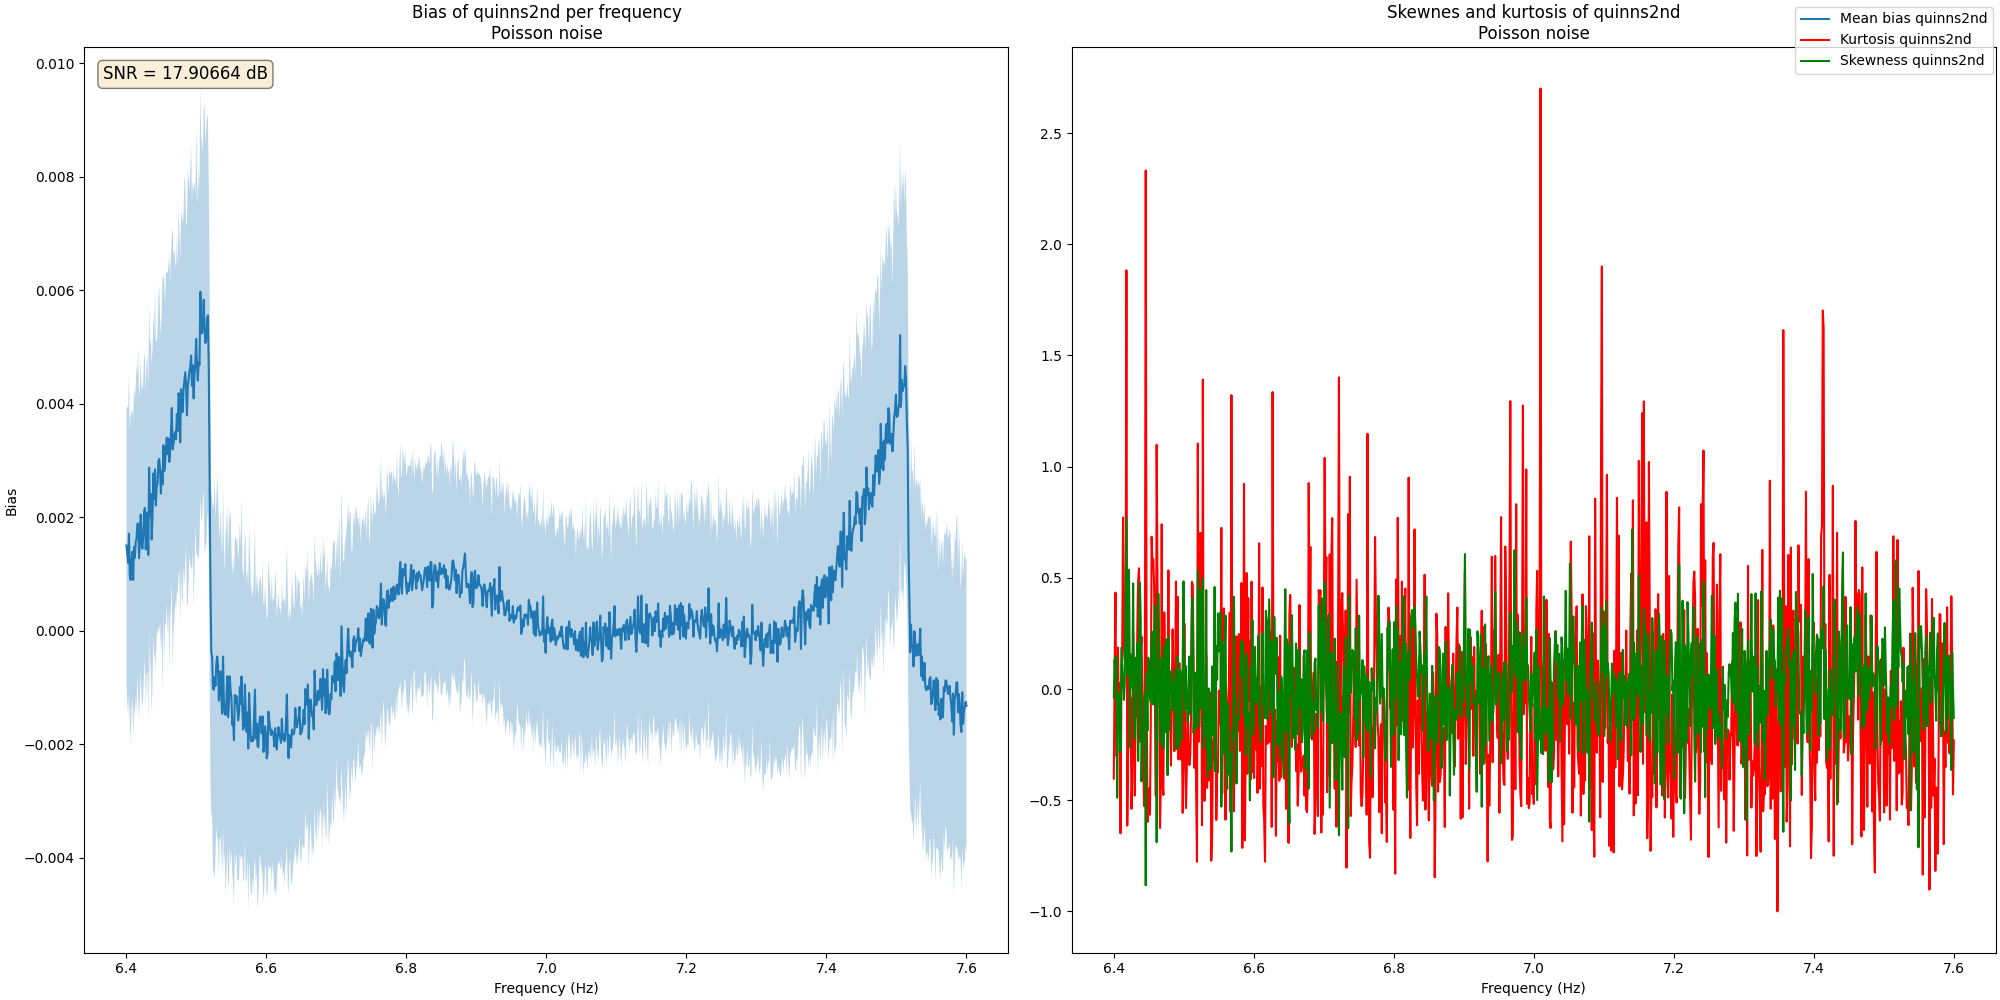 Bias of quinns2nd per frequency
Poisson noise
SNR = 17.90664 dB
0.010
0.008
0.006
0.004
0.002
0.000
−0.002
−0.004
Bias
6.4 6.6 6.8 7.0 7.2 7.4 7.6
Frequency (Hz)
Skewnes and kurtosis of quinns2nd
Poisson noise
Mean bias quinns2nd
Kurtosis quinns2nd
Skewness quinns2nd
2.5
2.0
1.5
1.0
0.5
0.0
−0.5
−1.0
6.4 6.6 6.8 7.0 7.2 7.4 7.6
Frequency (Hz)